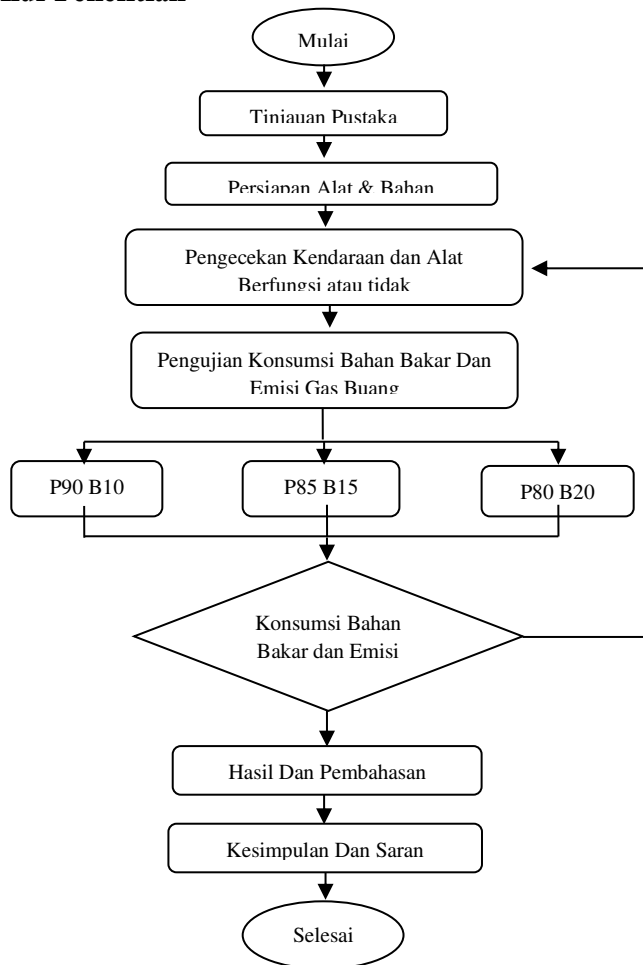 Mulai
Tinjauan Pustaka
Persiapan Alat & Bahan
Pengecekan Kendaraan dan Alat
Berfungsi atau tidak
Pengujian Konsumsi Bahan Bakar Dan
Emisi Gas Buang
P90 B10
P85 B15
P80 B20
Konsumsi Bahan
Bakar dan Emisi
Hasil Dan Pembahasan
Kesimpulan Dan Saran
Selesai